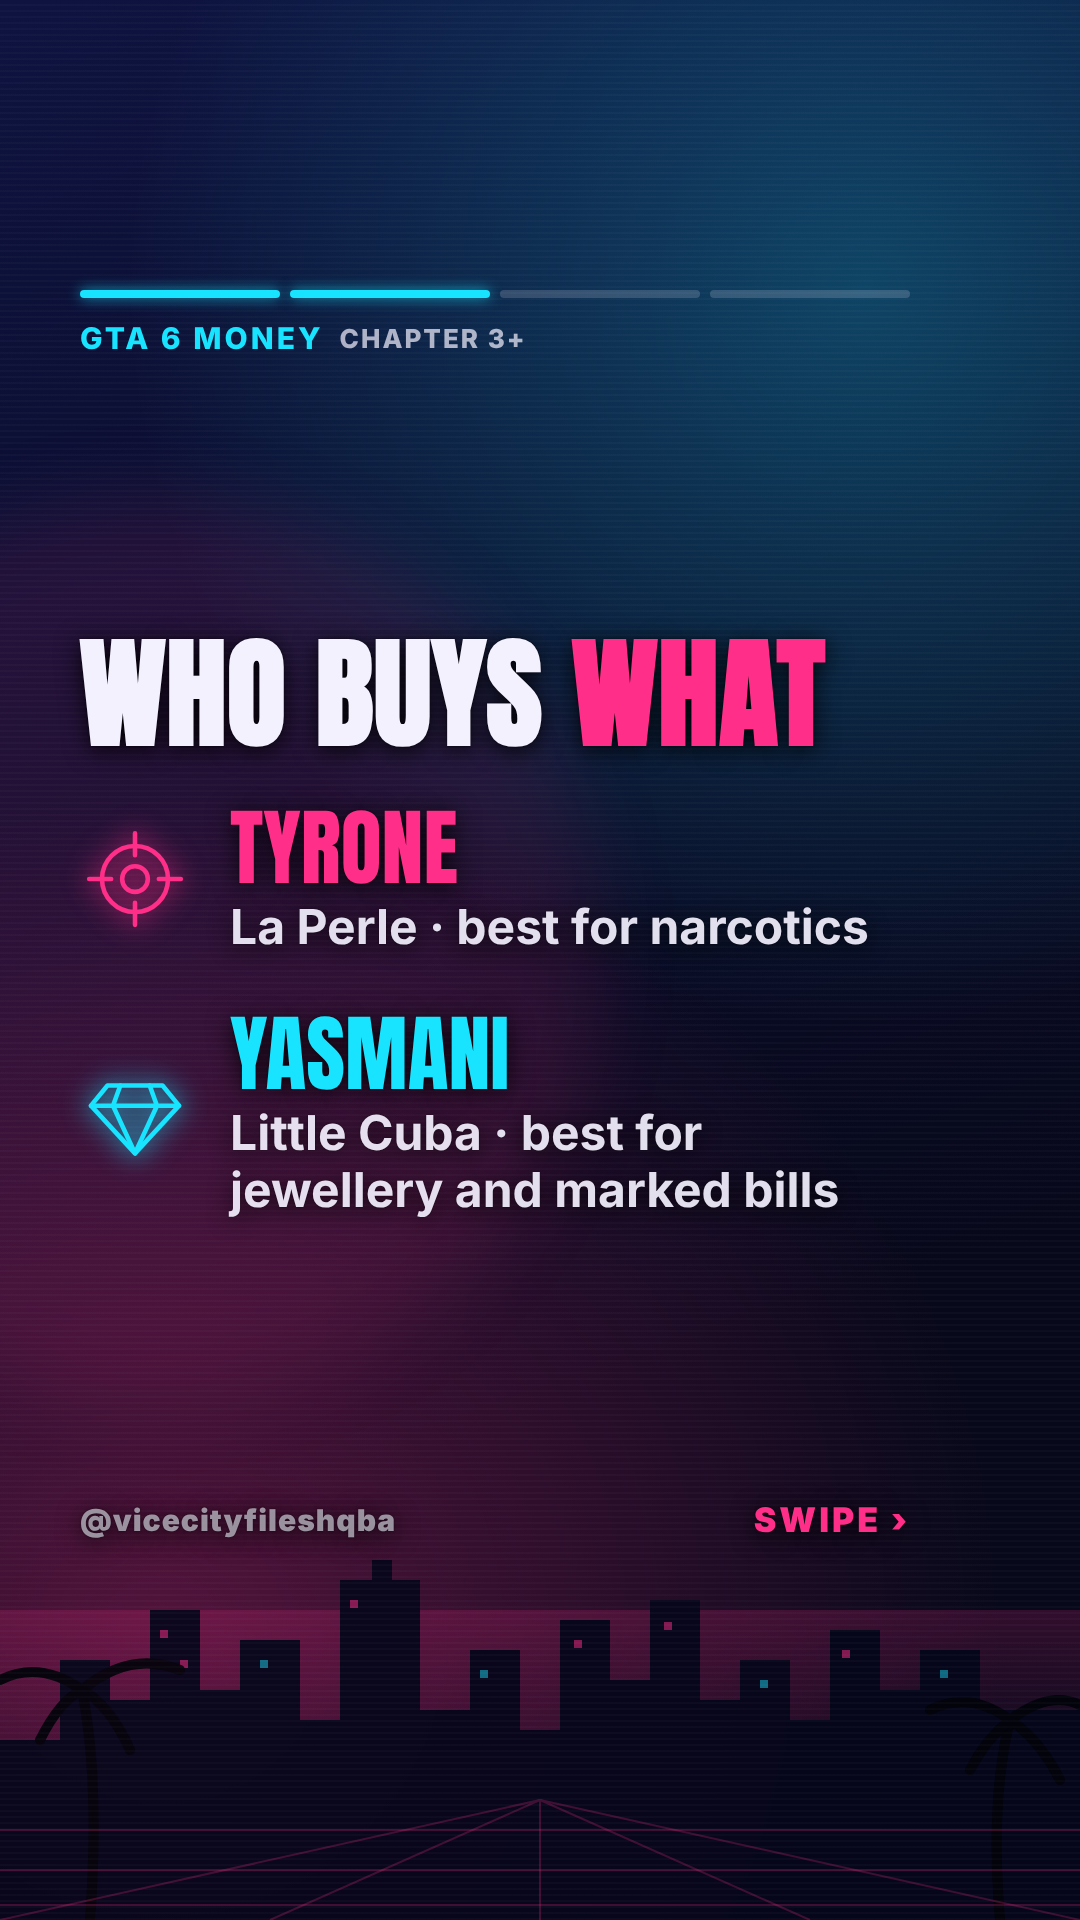 GTA 6 MONEY CHAPTER 3+
WHO BUYS WHAT
TYRONE
La Perle · best for narcotics
YASMANI
Little Cuba · best for
jewellery and marked bills
@vicecityfileshqba
SWIPE ›